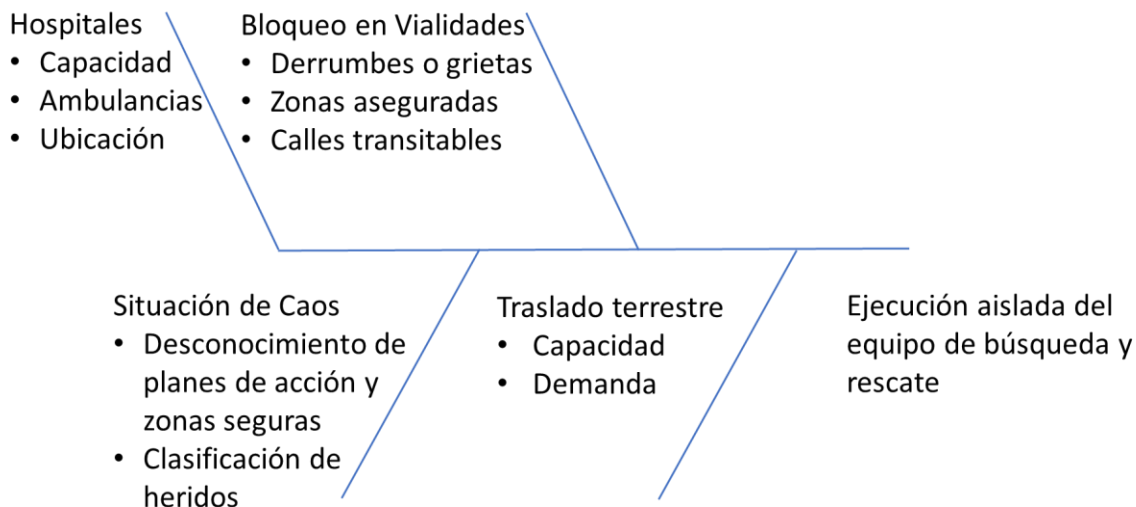 Hospitales
• Capacidad
• Ambulancias
• Ubicación
Bloqueo en Vialidades
• Derrumbes o grietas
• Zonas aseguradas
• Calles transitables
Situación de Caos
• Desconocimiento de
planes de acción y
zonas seguras
• Clasificación de
heridos
Traslado terrestre
• Capacidad
• Demanda
Ejecución aislada del
equipo de búsqueda y
rescate